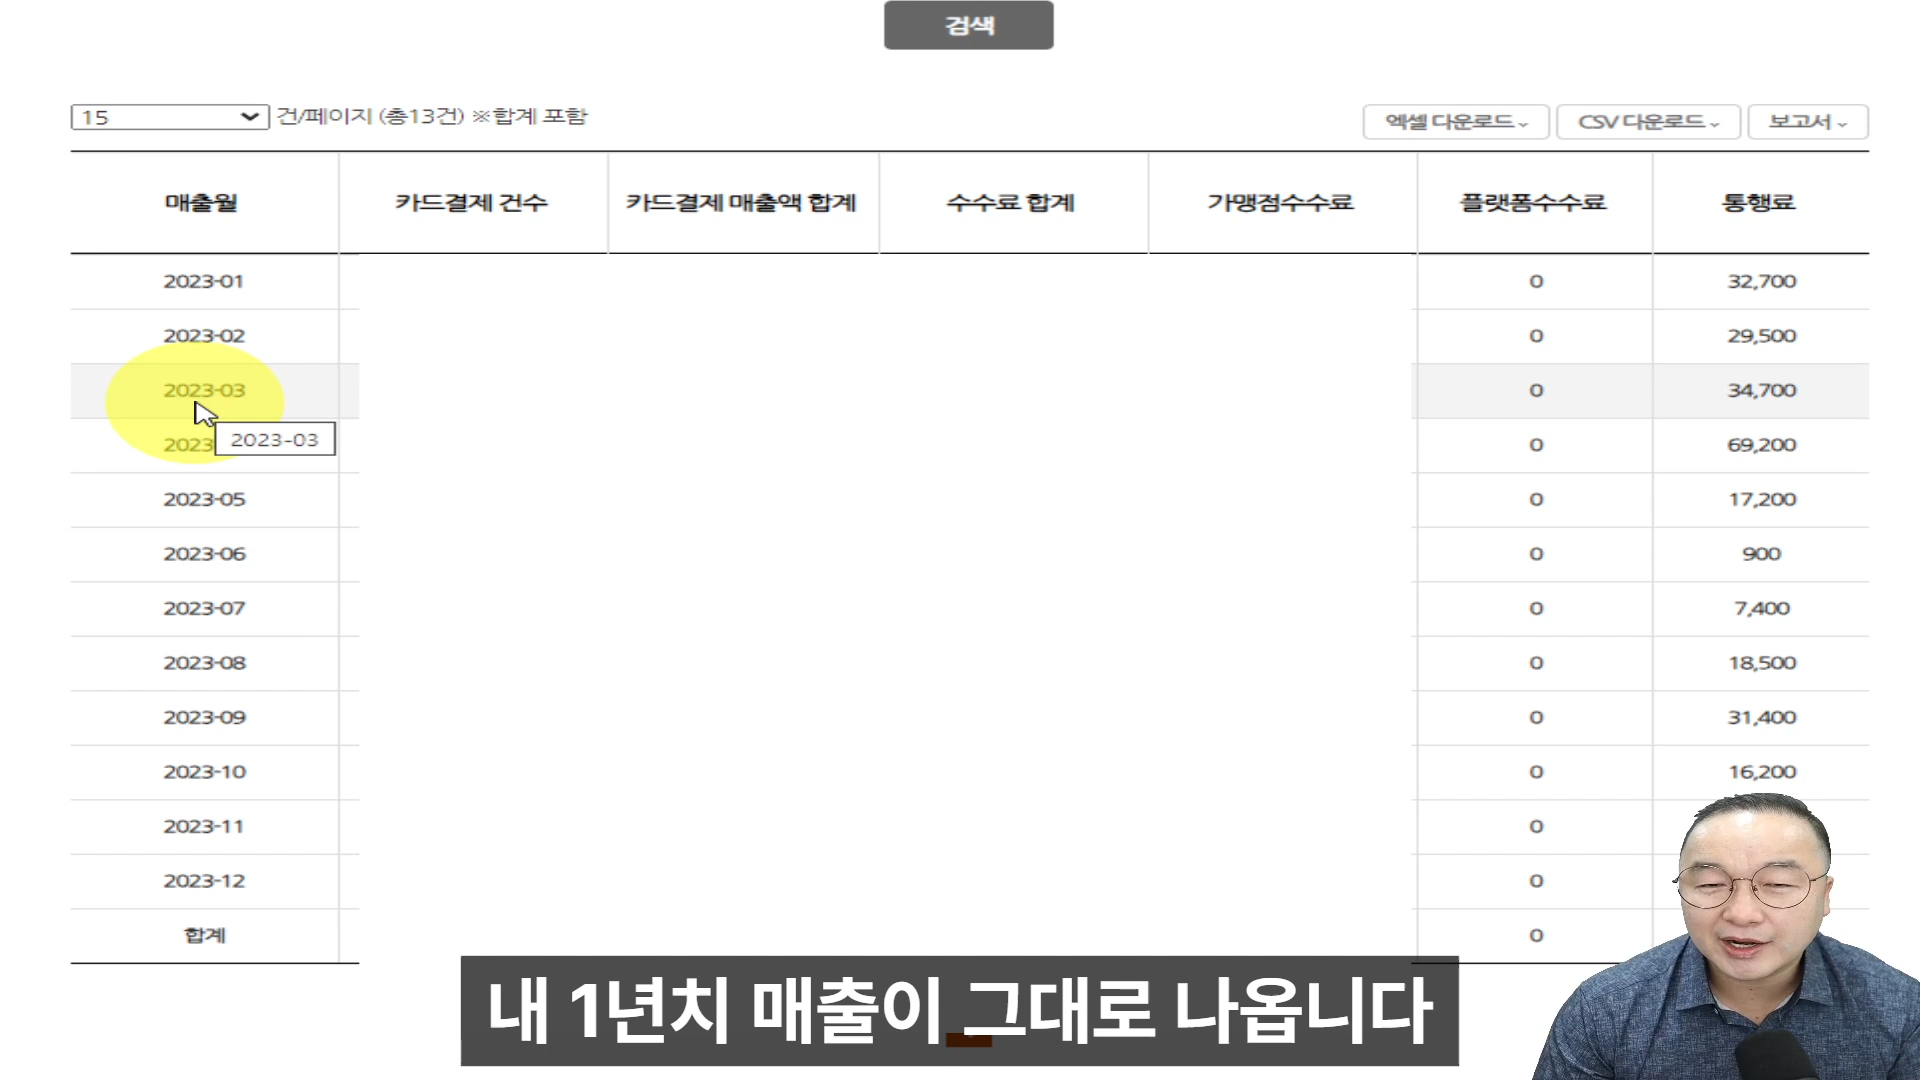 검색
15 건/페이지 (총13건) ※합계 포함
엑셀 다운로드 CSV 다운로드 보고서
매출월 카드결제 건수 카드결제 매출액 합계 수수료 합계 가맹점수수료 플랫폼수수료 통행료
2023-01 0 32,700
2023-02 0 29,500
2023-03 0 34,700
2023-03
2023 0 69,200
2023-05 0 17,200
2023-06 0 900
2023-07 0 7,400
2023-08 0 18,500
2023-09 0 31,400
2023-10 0 16,200
2023-11 0
2023-12 0
합계 0
내 1년치 매출이 그대로 나옵니다